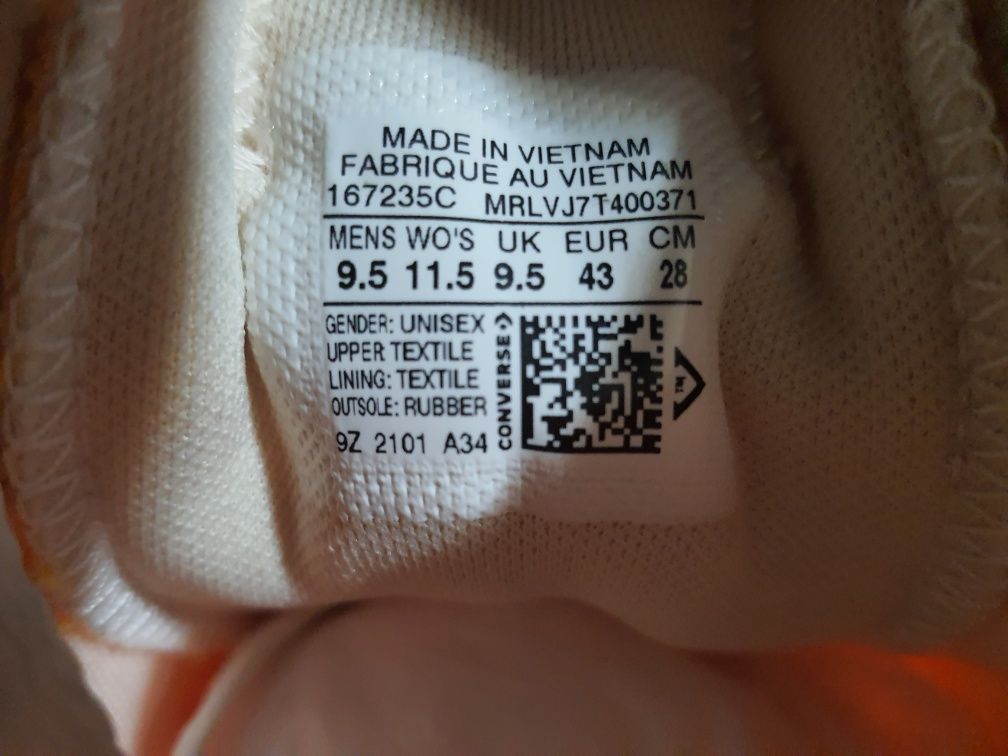 MADE IN VIETNAM
FABRIQUE AU VIETNAM
167235C MRLVJ7T400371
MENS WO'S UK EUR CM
9.5 11.5 9.5 43 28
GENDER: UNISEX
UPPER TEXTILE
LINING: TEXTILE
OUTSOLE: RUBBER
9Z 2101 A34
CONVERSE
TM